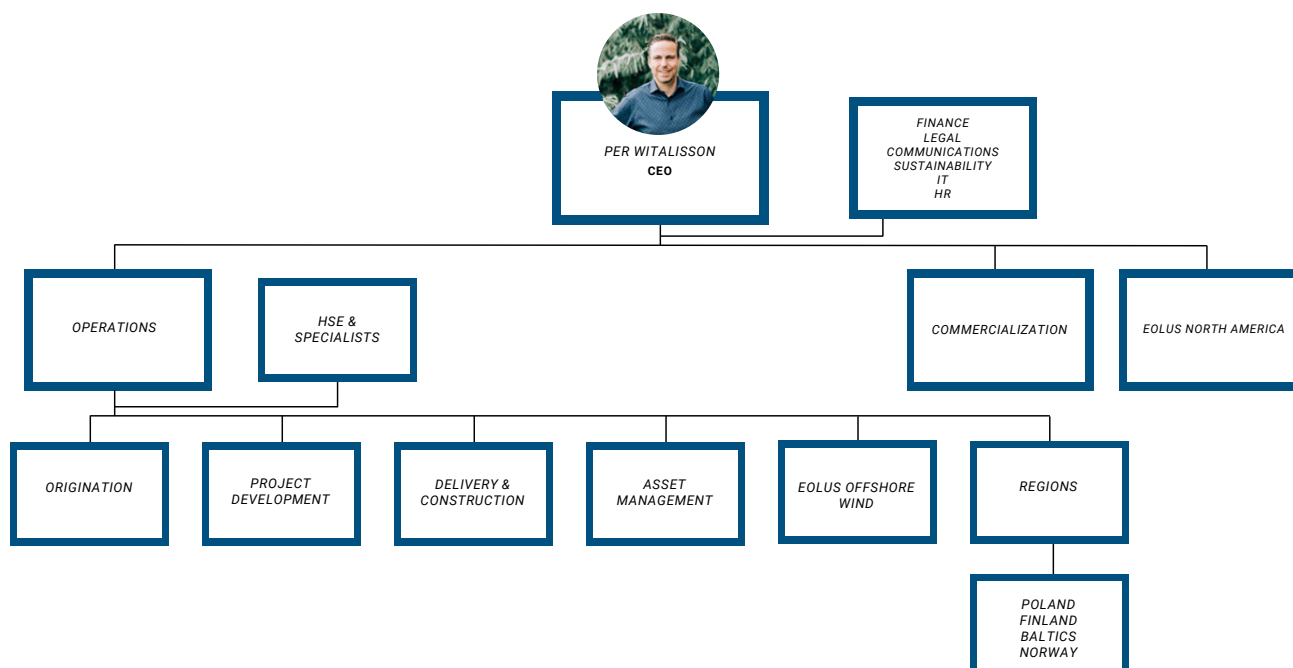 PER WITALISSON
CEO
FINANCE
LEGAL
COMMUNICATIONS
SUSTAINABILITY
IT
HR
OPERATIONS
HSE &
SPECIALISTS
COMMERCIALIZATION
EOLUS NORTH AMERICA
ORIGINATION
PROJECT
DEVELOPMENT
DELIVERY &
CONSTRUCTION
ASSET
MANAGEMENT
EOLUS OFFSHORE
WIND
REGIONS
POLAND
FINLAND
BALTICS
NORWAY